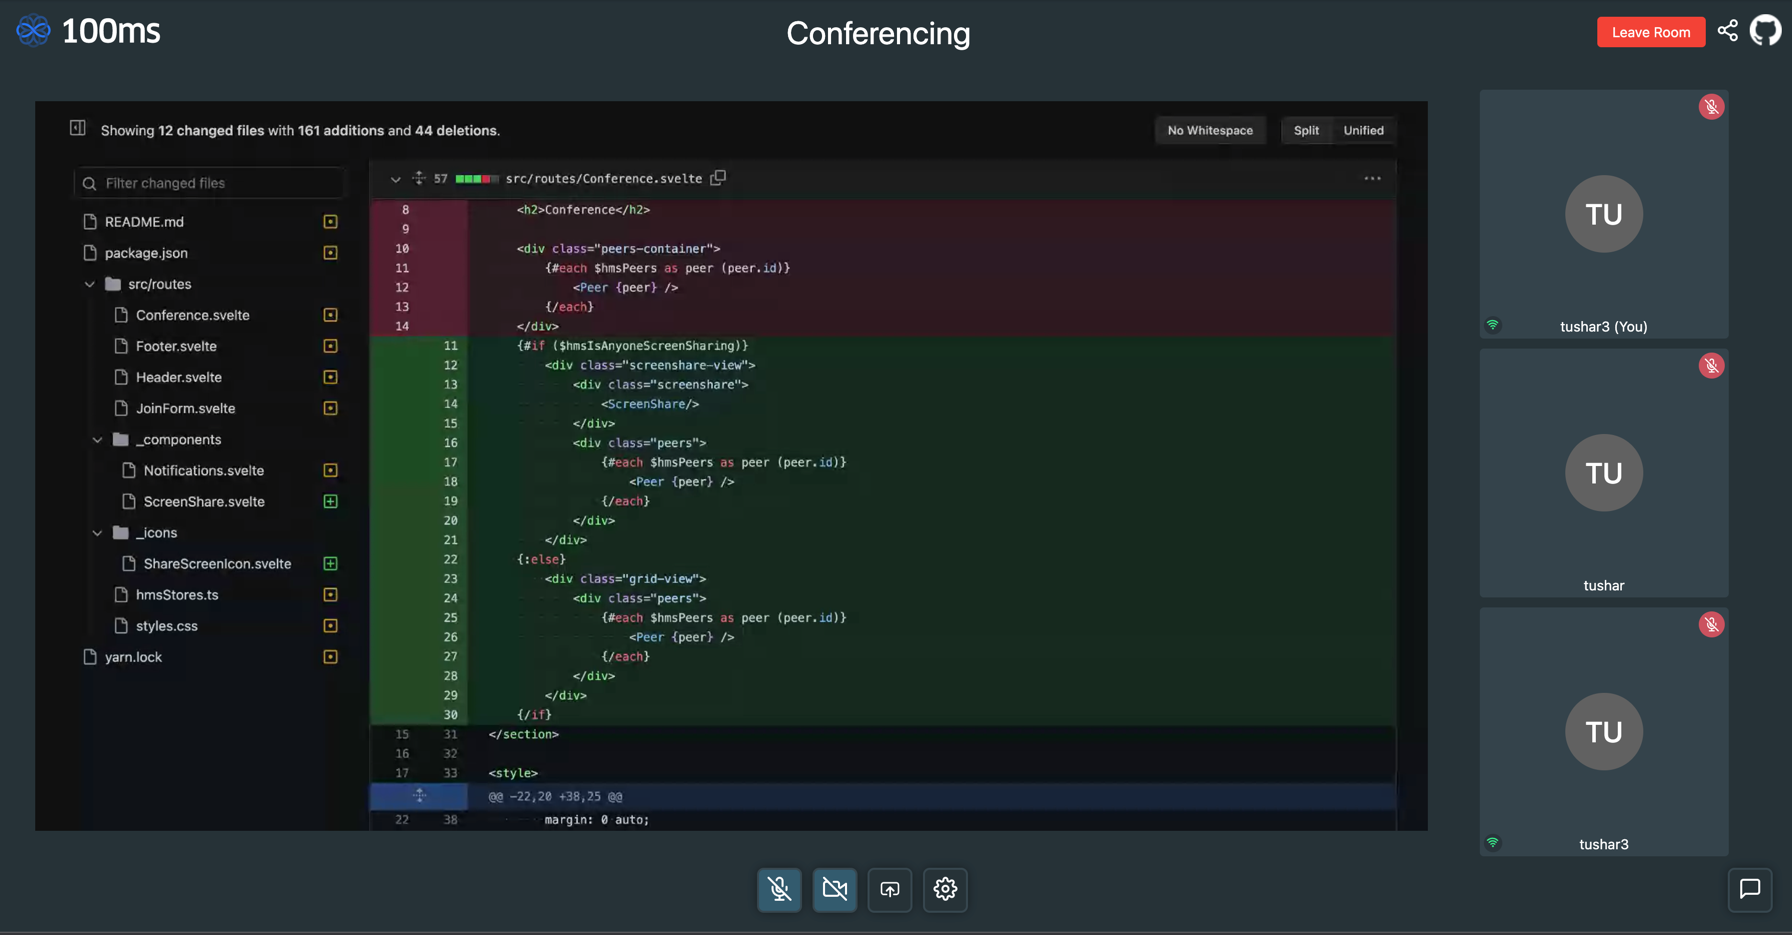 100ms
Conferencing
Leave Room
Showing 12 changed files with 161 additions and 44 deletions.
No Whitespace
Split
Unified
Filter changed files
README.md
package.json
src/routes
Conference.svelte
Footer.svelte
Header.svelte
JoinForm.svelte
_components
Notifications.svelte
ScreenShare.svelte
_icons
ShareScreenIcon.svelte
hmsStores.ts
styles.css
yarn.lock
57 src/routes/Conference.svelte
8 <h2>Conference</h2>
9
10 <div class="peers-container">
11 {#each $hmsPeers as peer (peer.id)}
12 <Peer {peer} />
13 {/each}
14 </div>
11 {#if ($hmsIsAnyoneScreenSharing)}
12 <div class="screenshare-view">
13 <div class="screenshare">
14 <ScreenShare/>
15 </div>
16 <div class="peers">
17 {#each $hmsPeers as peer (peer.id)}
18 <Peer {peer} />
19 {/each}
20 </div>
21 </div>
22 {:else}
23 <div class="grid-view">
24 <div class="peers">
25 {#each $hmsPeers as peer (peer.id)}
26 <Peer {peer} />
27 {/each}
28 </div>
29 </div>
30 {/if}
15 31 </section>
16 32
17 33 <style>
@@ -22,20 +38,25 @@
22 38 margin: 0 auto;
TU
tushar3 (You)
TU
tushar
TU
tushar3